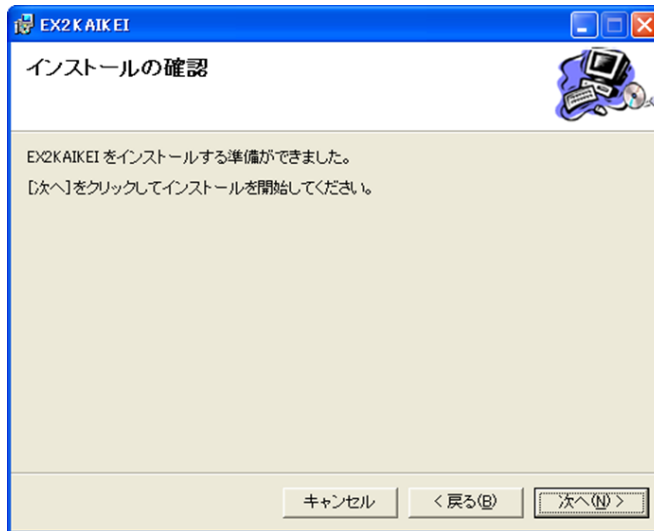 EX2KAIKEI
インストールの確認
EX2KAIKEI をインストールする準備ができました。
[次へ]をクリックしてインストールを開始してください。
キャンセル
< 戻る(B)
次へ(N) >